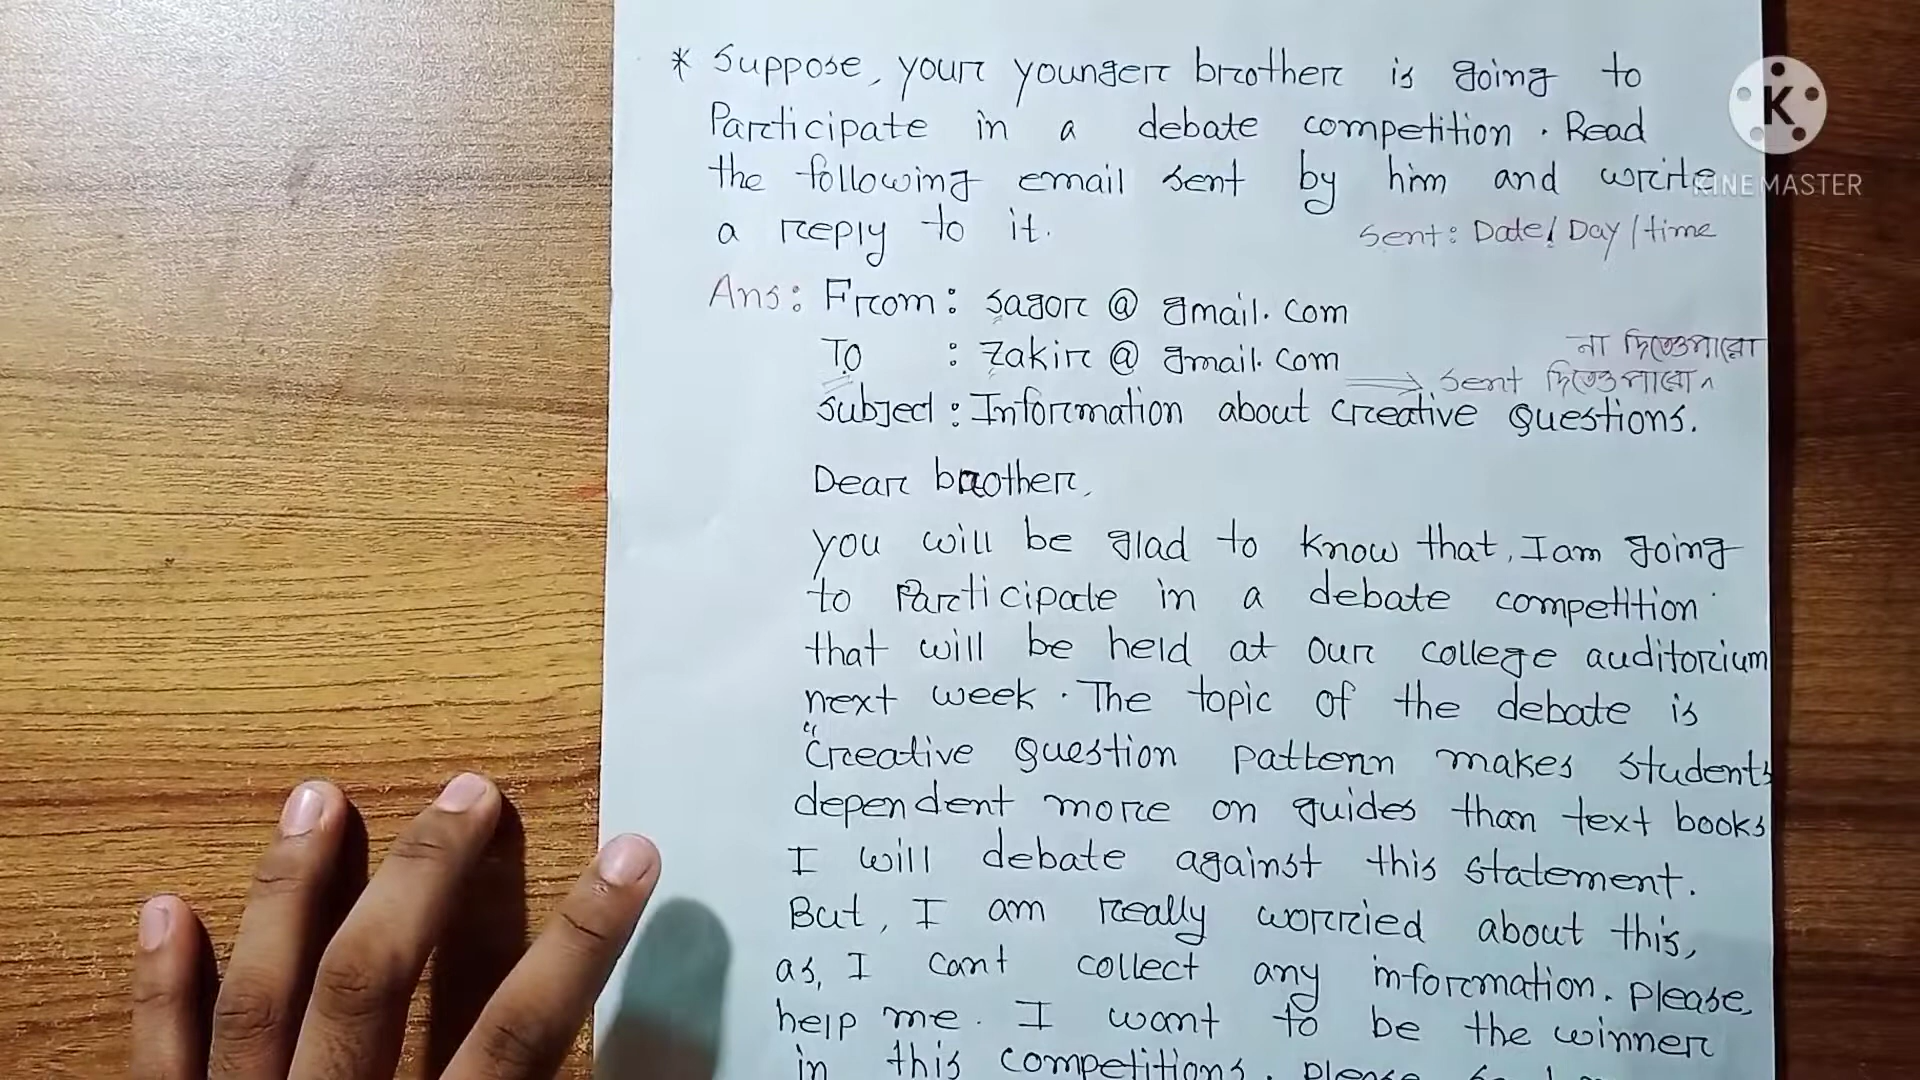 * Suppose, your younger brother is going to
Participate in a debate competition. Read
the following email sent by him and write
a reply to it.
Sent: Date/Day/time
Ans: From: sagor@gmail.com
To : Zakir@gmail.com
না দিতেওপারো
Sent দিতেও পারো
Subject: Information about Creative Questions.
Dear brother,
You will be glad to know that, I am going
to Participate in a debate competition
that will be held at our college auditorium
next week. The topic of the debate is
"Creative Question Pattern makes students
dependent more on guides than text books
I will debate against this statement.
But, I am really worried about this,
as, I cant collect any information. Please,
help me. I want to be the winner
in this competitions. Please
K
KINEMASTER